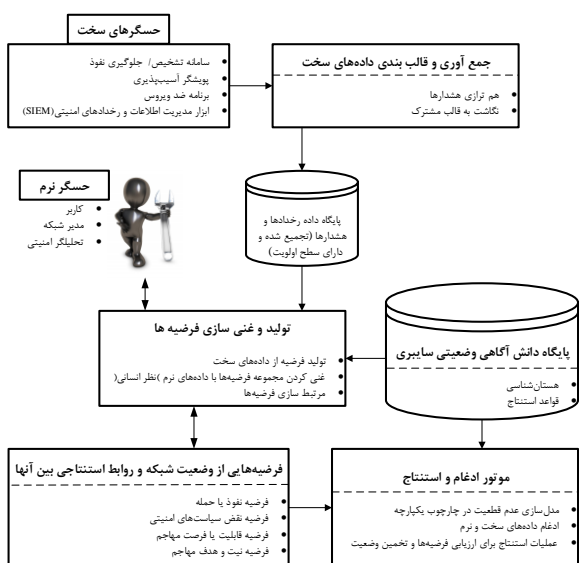 حسگرهای سخت
سامانه تشخیص/ جلوگیری نفوذ
پویشگر آسیب‌پذیری
برنامه ضد ویروس
ابزار مدیریت اطلاعات و رخدادهای امنیتی(SIEM)
جمع آوری و قالب بندی داده‌های سخت
هم ترازی هشدارها
نگاشت به قالب مشترک
حسگر نرم
کاربر
مدیر شبکه
تحلیلگر امنیتی
پایگاه داده رخدادها و
هشدارها (تجمیع شده و
دارای سطح اولویت)
تولید و غنی سازی فرضیه ها
تولید فرضیه از داده‌های سخت
غنی کردن مجموعه فرضیه‌ها با داده‌های نرم )نظر انسانی(
مرتبط سازی فرضیه‌ها
پایگاه دانش آگاهی وضعیتی سایبری
هستان‌شناسی
قواعد استنتاج
فرضیه‌هایی از وضعیت شبکه و روابط استنتاجی بین آنها
فرضیه نفوذ یا حمله
فرضیه نقض سیاست‌های امنیتی
فرضیه قابلیت یا فرصت مهاجم
فرضیه نیت و هدف مهاجم
موتور ادغام و استنتاج
مدل‌سازی عدم قطعیت در چارچوب یکپارچه
ادغام داده‌های سخت و نرم
عملیات استنتاج برای ارزیابی فرضیه‌ها و تخمین وضعیت